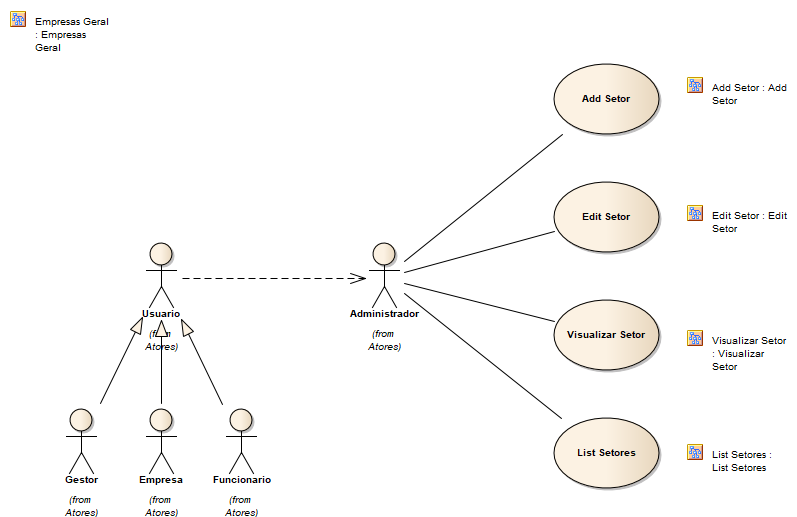 Empresas Geral
: Empresas
Geral
Add Setor
Add Setor : Add
Setor
Edit Setor
Edit Setor : Edit
Setor
Usuario
(from
Atores)
Administrador
(from
Atores)
Visualizar Setor
Visualizar Setor
: Visualizar
Setor
List Setores
List Setores :
List Setores
Gestor
(from
Atores)
Empresa
(from
Atores)
Funcionario
(from
Atores)